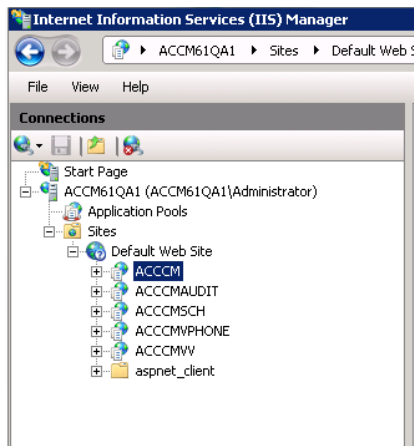 Internet Information Services (IIS) Manager
ACCM61QA1 Sites Default Web S
File View Help
Connections
Start Page
ACCM61QA1 (ACCM61QA1\Administrator)
Application Pools
Sites
Default Web Site
ACCCM
ACCCMAUDIT
ACCCMSCH
ACCCMVPHONE
ACCCMVV
aspnet_client